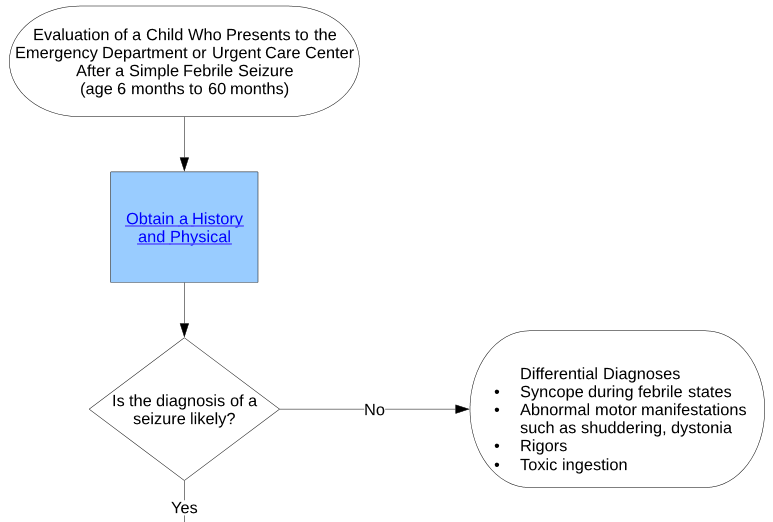 Evaluation of a Child Who Presents to the
Emergency Department or Urgent Care Center
After a Simple Febrile Seizure
(age 6 months to 60 months)
Obtain a History
and Physical
Is the diagnosis of a
seizure likely?
No
Differential Diagnoses
• Syncope during febrile states
• Abnormal motor manifestations
such as shuddering, dystonia
• Rigors
• Toxic ingestion
Yes